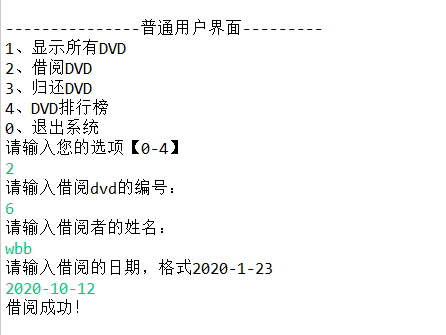 ---------------普通用户界面---------
1、显示所有DVD
2、借阅DVD
3、归还DVD
4、DVD排行榜
0、退出系统
请输入您的选项【0-4】
2
请输入借阅dvd的编号：
6
请输入借阅者的姓名：
wbb
请输入借阅的日期，格式2020-1-23
2020-10-12
借阅成功！